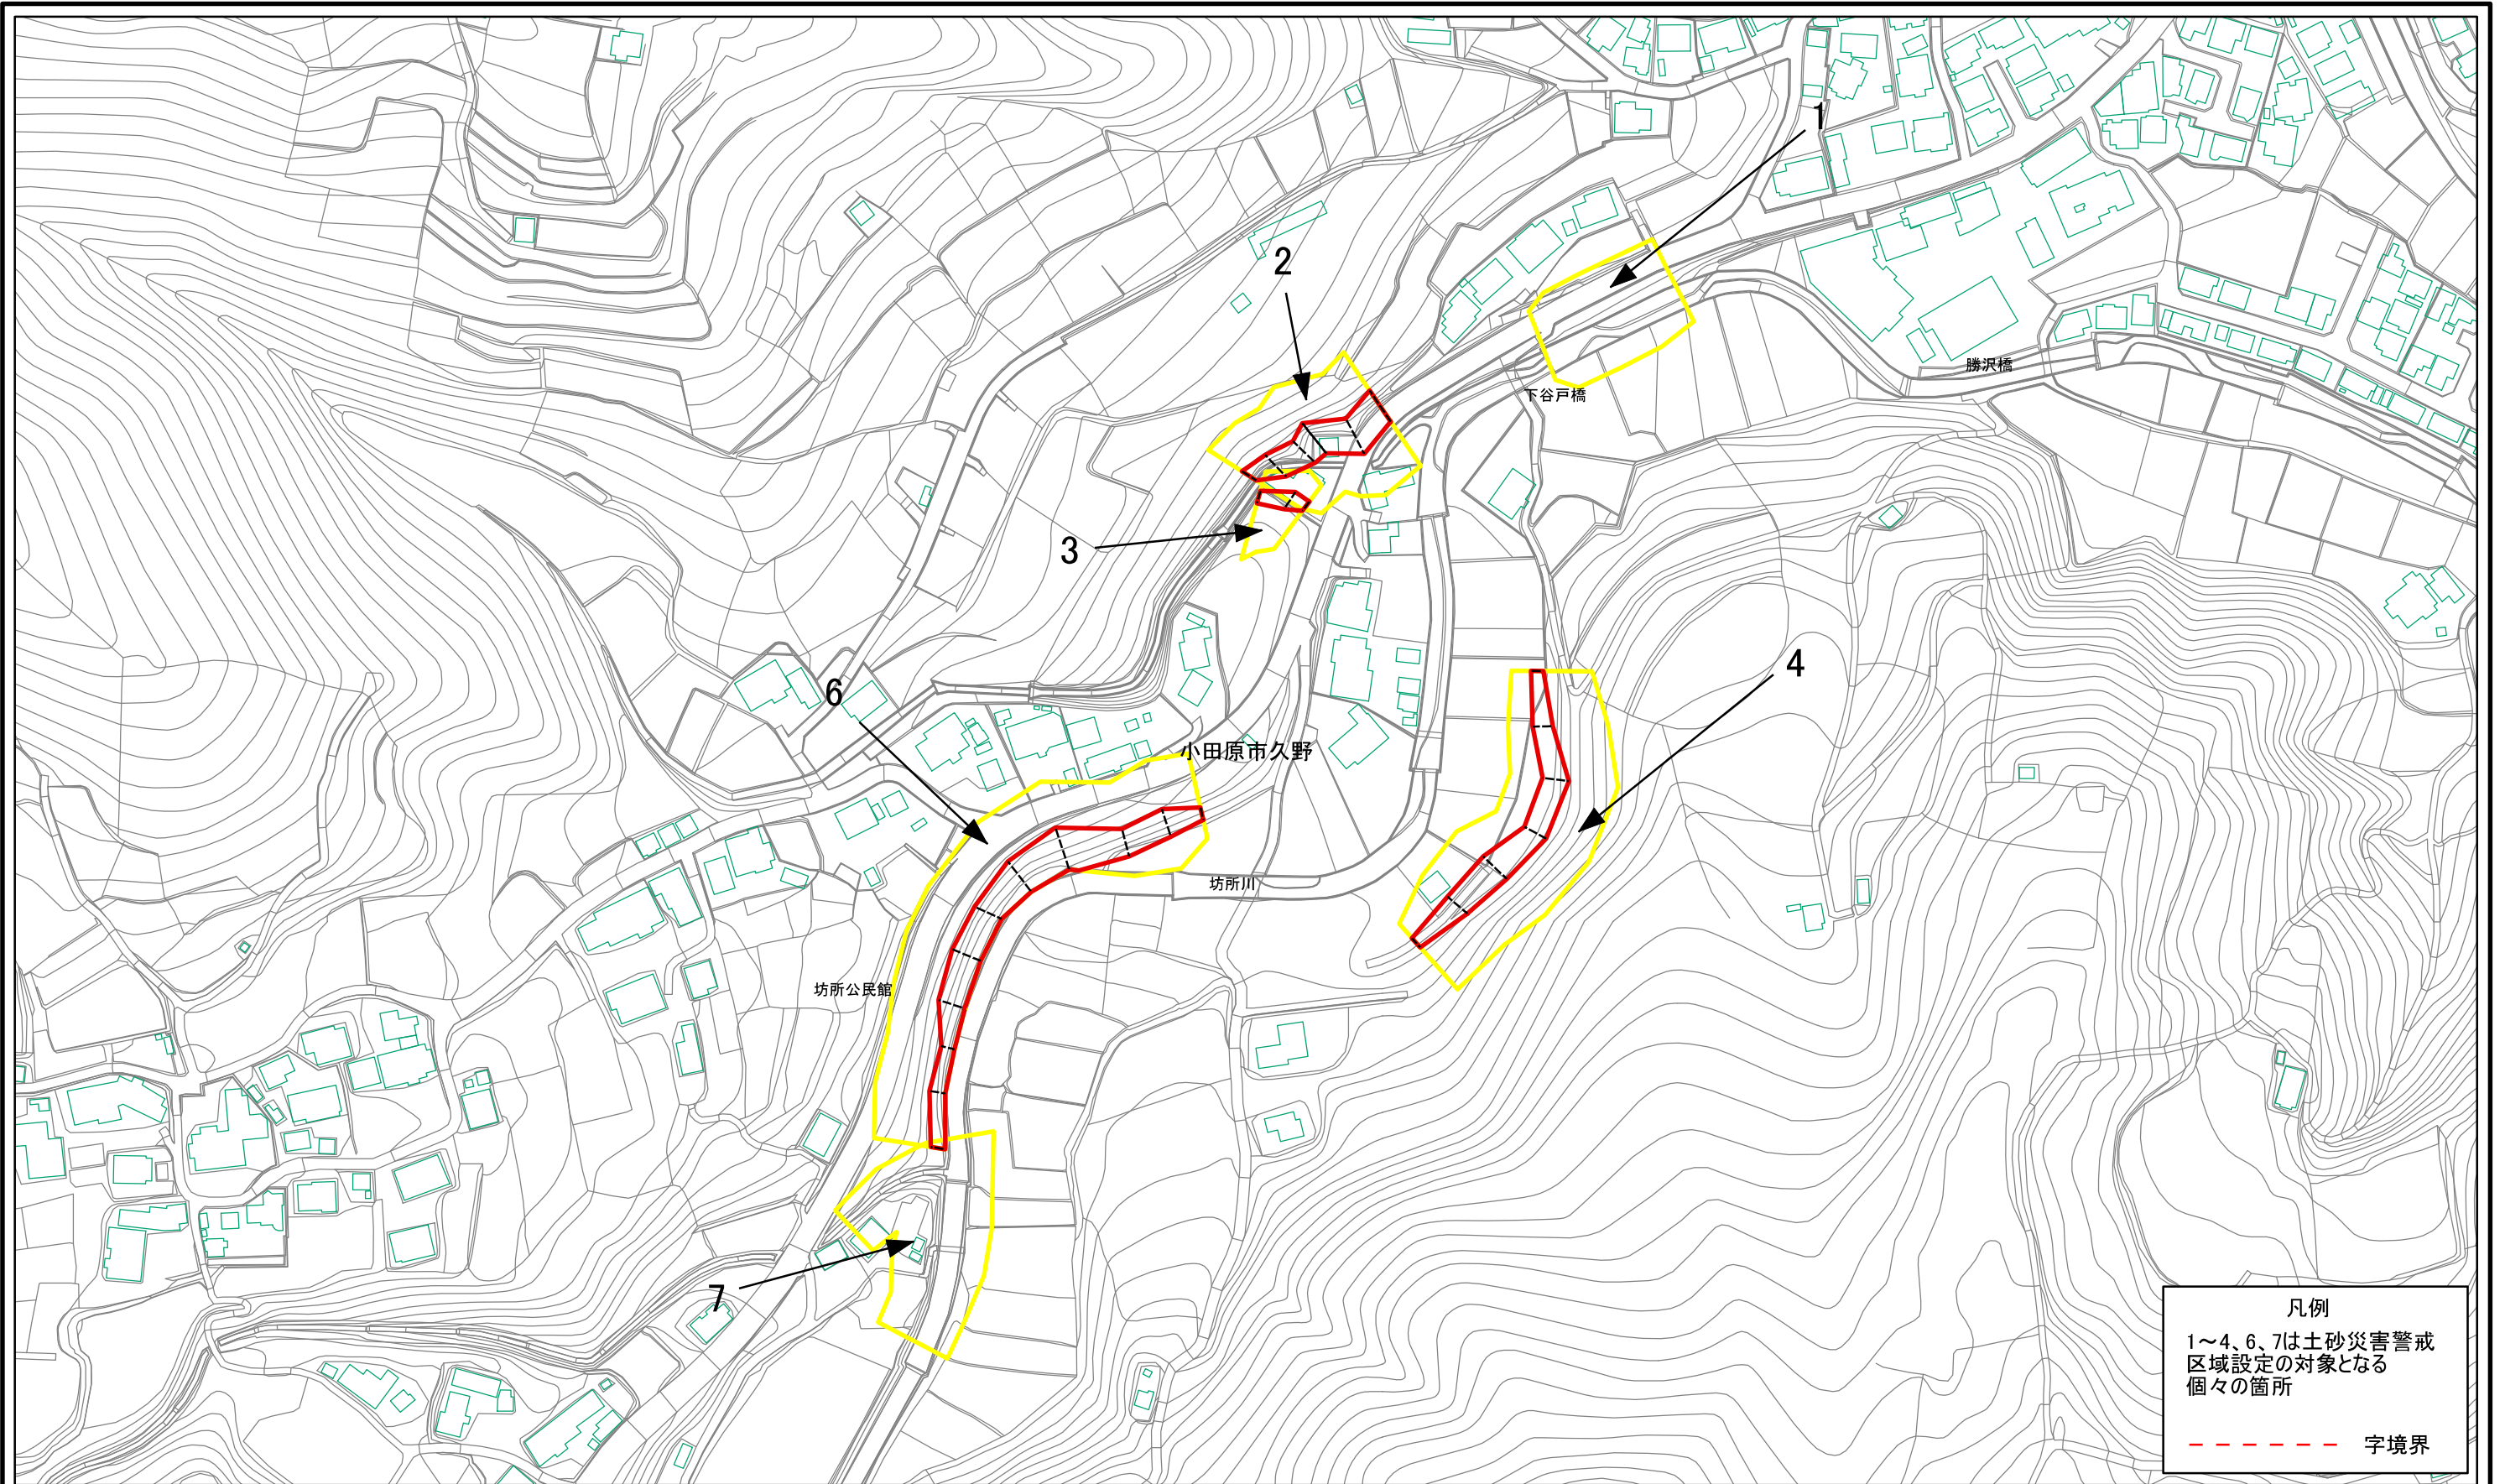 1
2
勝沢橋
下谷戸橋
3
4
6
小田原市久野
坊所川
坊所公民館
7
凡例
1～4、6、7は土砂災害警戒
区域設定の対象となる
個々の箇所
字境界